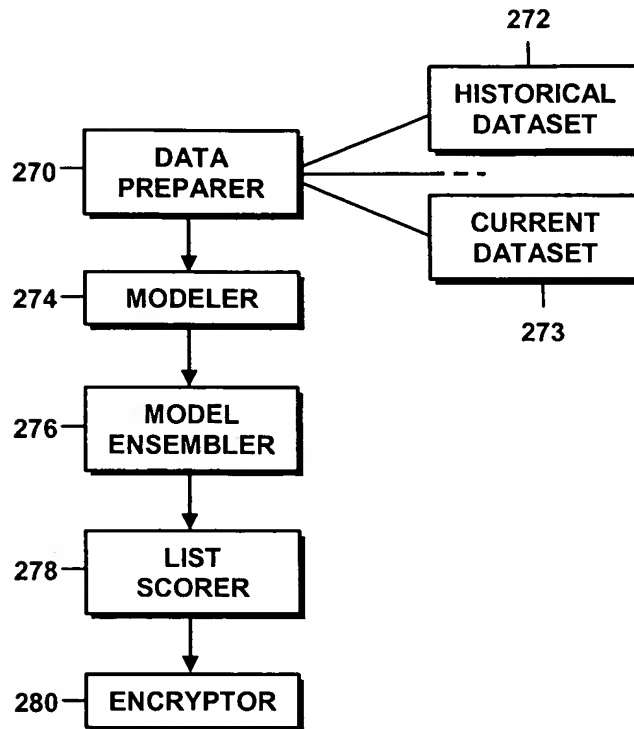 272
HISTORICAL
DATASET
270
DATA
PREPARER
CURRENT
DATASET
273
274
MODELER
276
MODEL
ENSEMBLER
278
LIST
SCORER
280
ENCRYPTOR